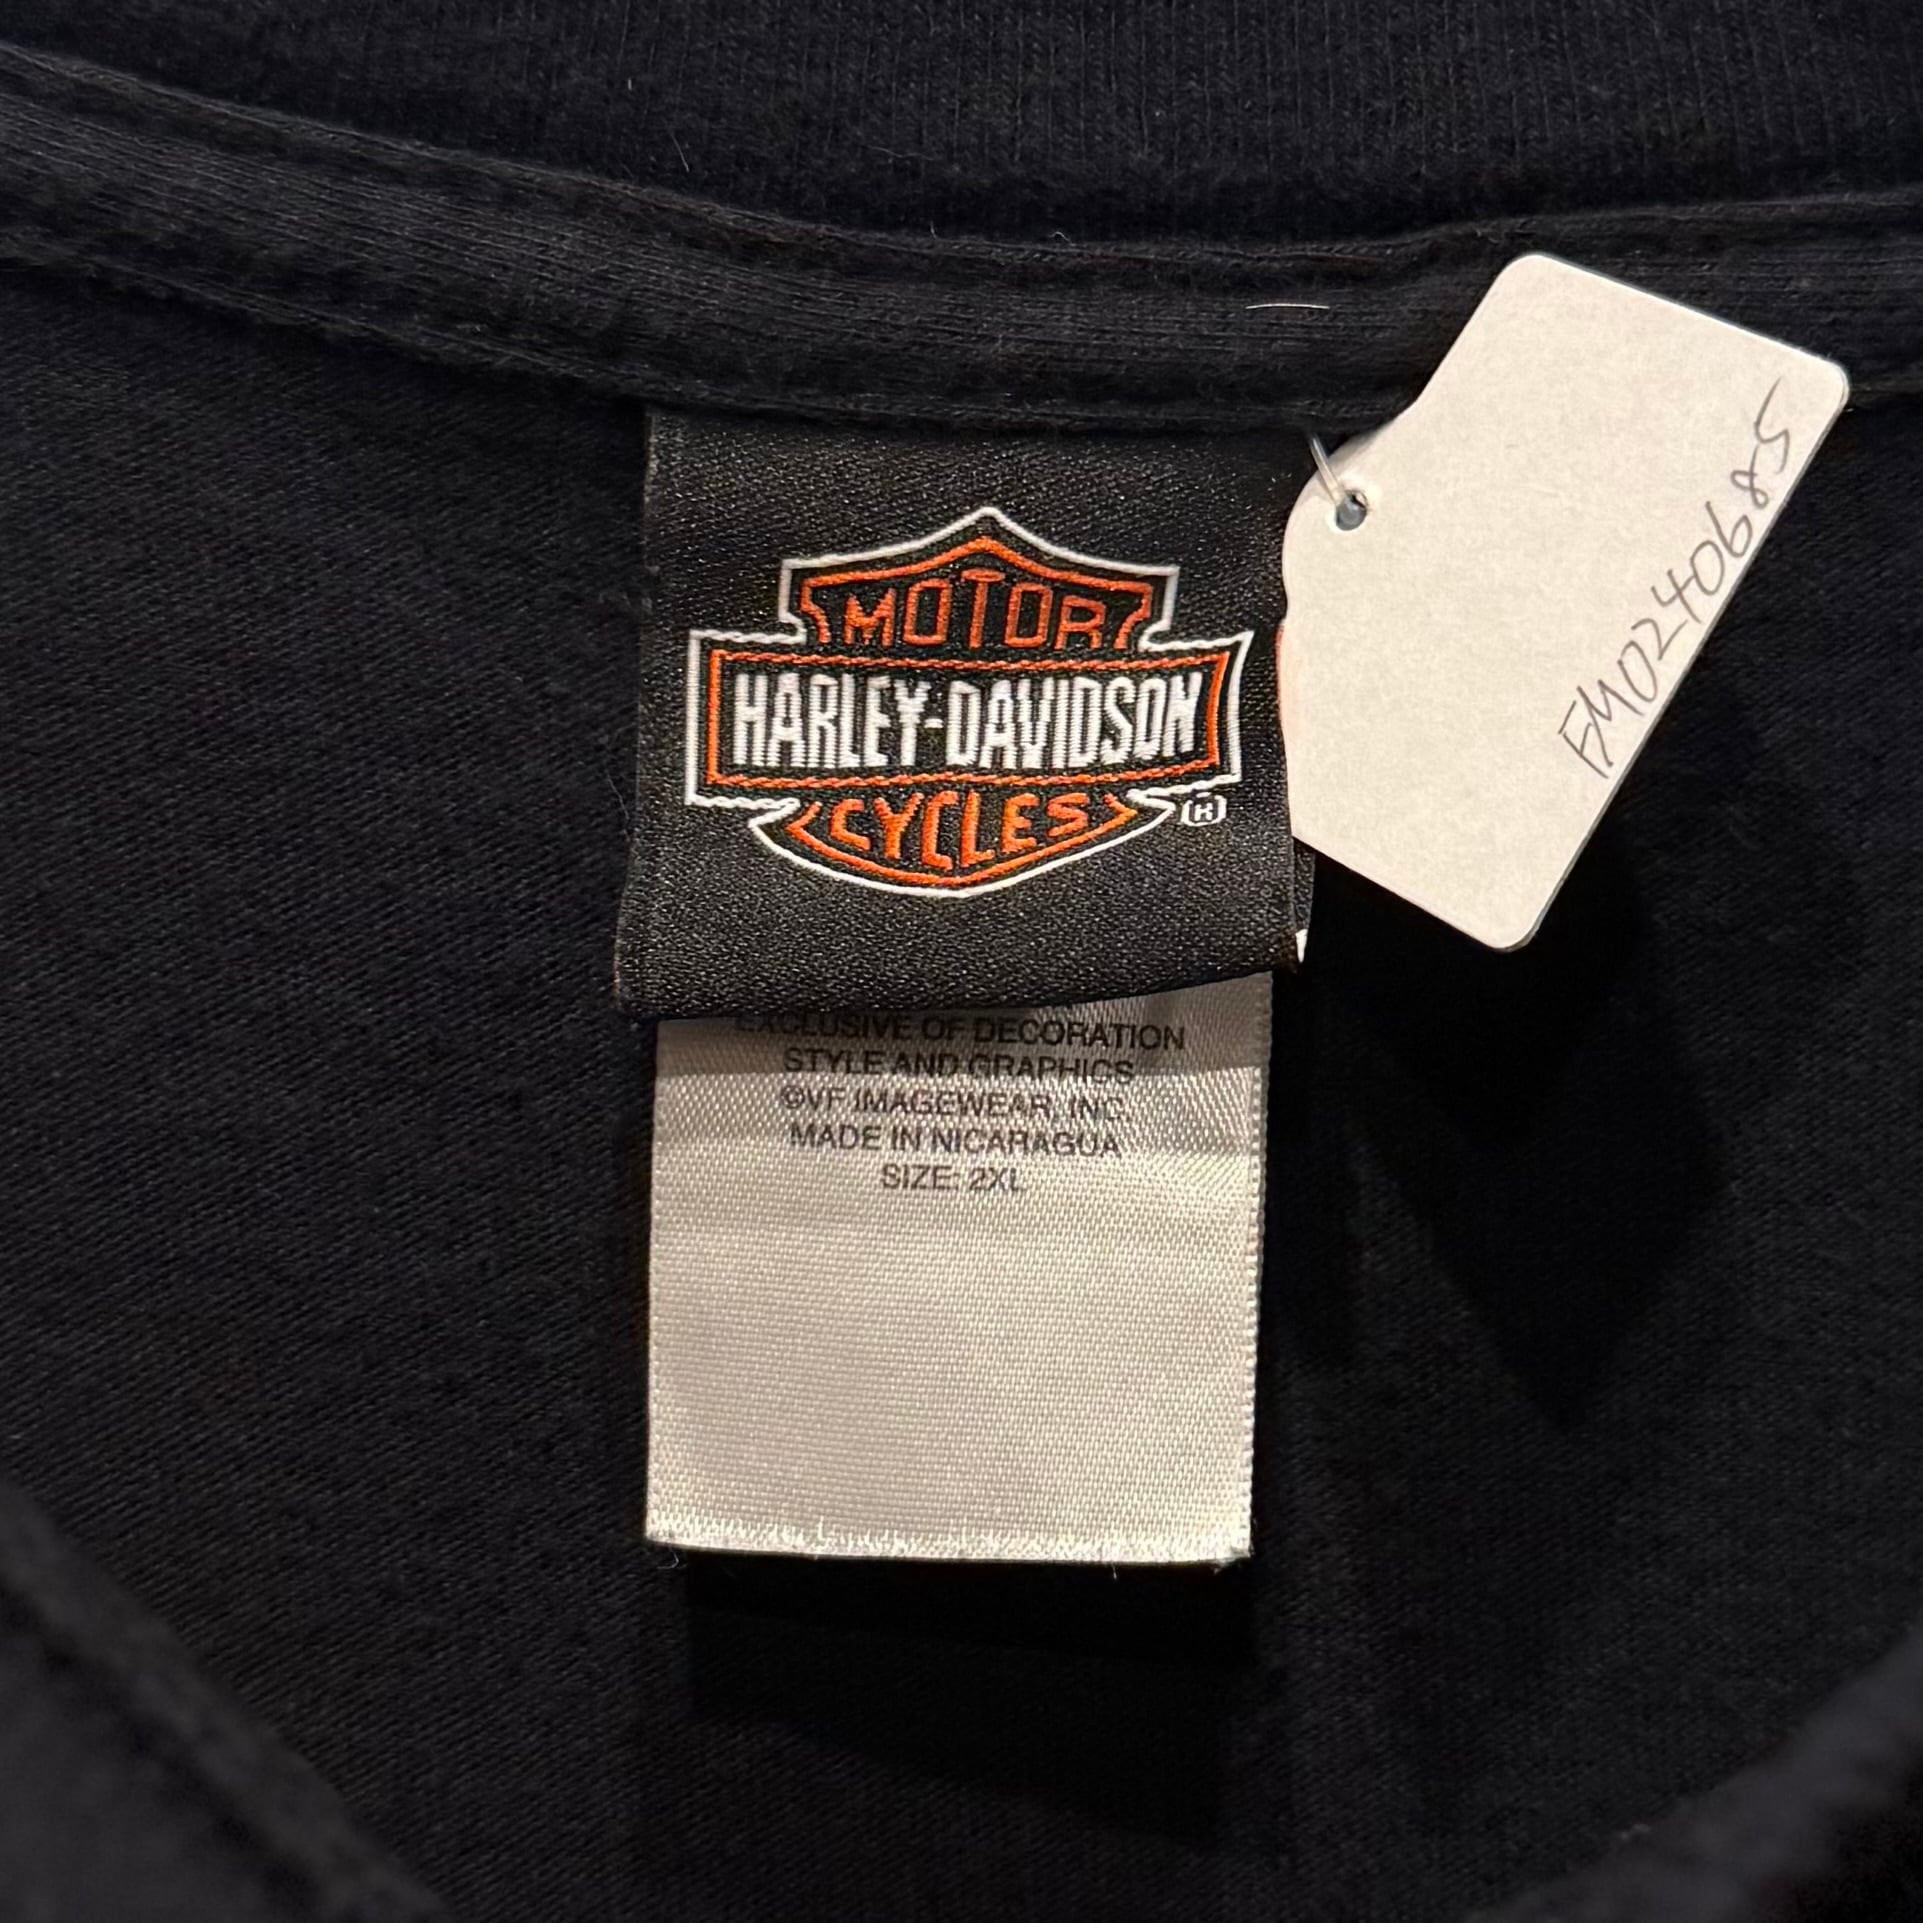 MOTOR
HARLEY-DAVIDSON
CYCLES ®
EXCLUSIVE OF DECORATION
STYLE AND GRAPHICS
©VF IMAGEWEAR, INC.
MADE IN NICARAGUA
SIZE: 2XL
FM0240685